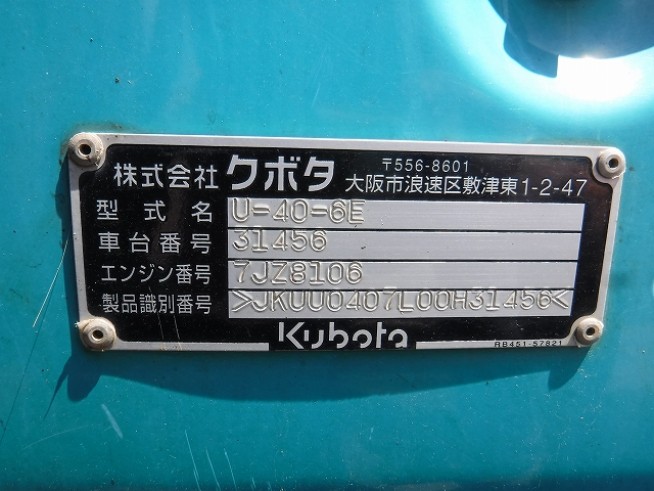 株式会社 クボタ 〒556-8601
大阪市浪速区敷津東1-2-47
型式名 U-40-6E
車台番号 31456
エンジン番号 7JZ8106
製品識別番号 >JKUU0407L00H31456<
Kubota RB451-57821